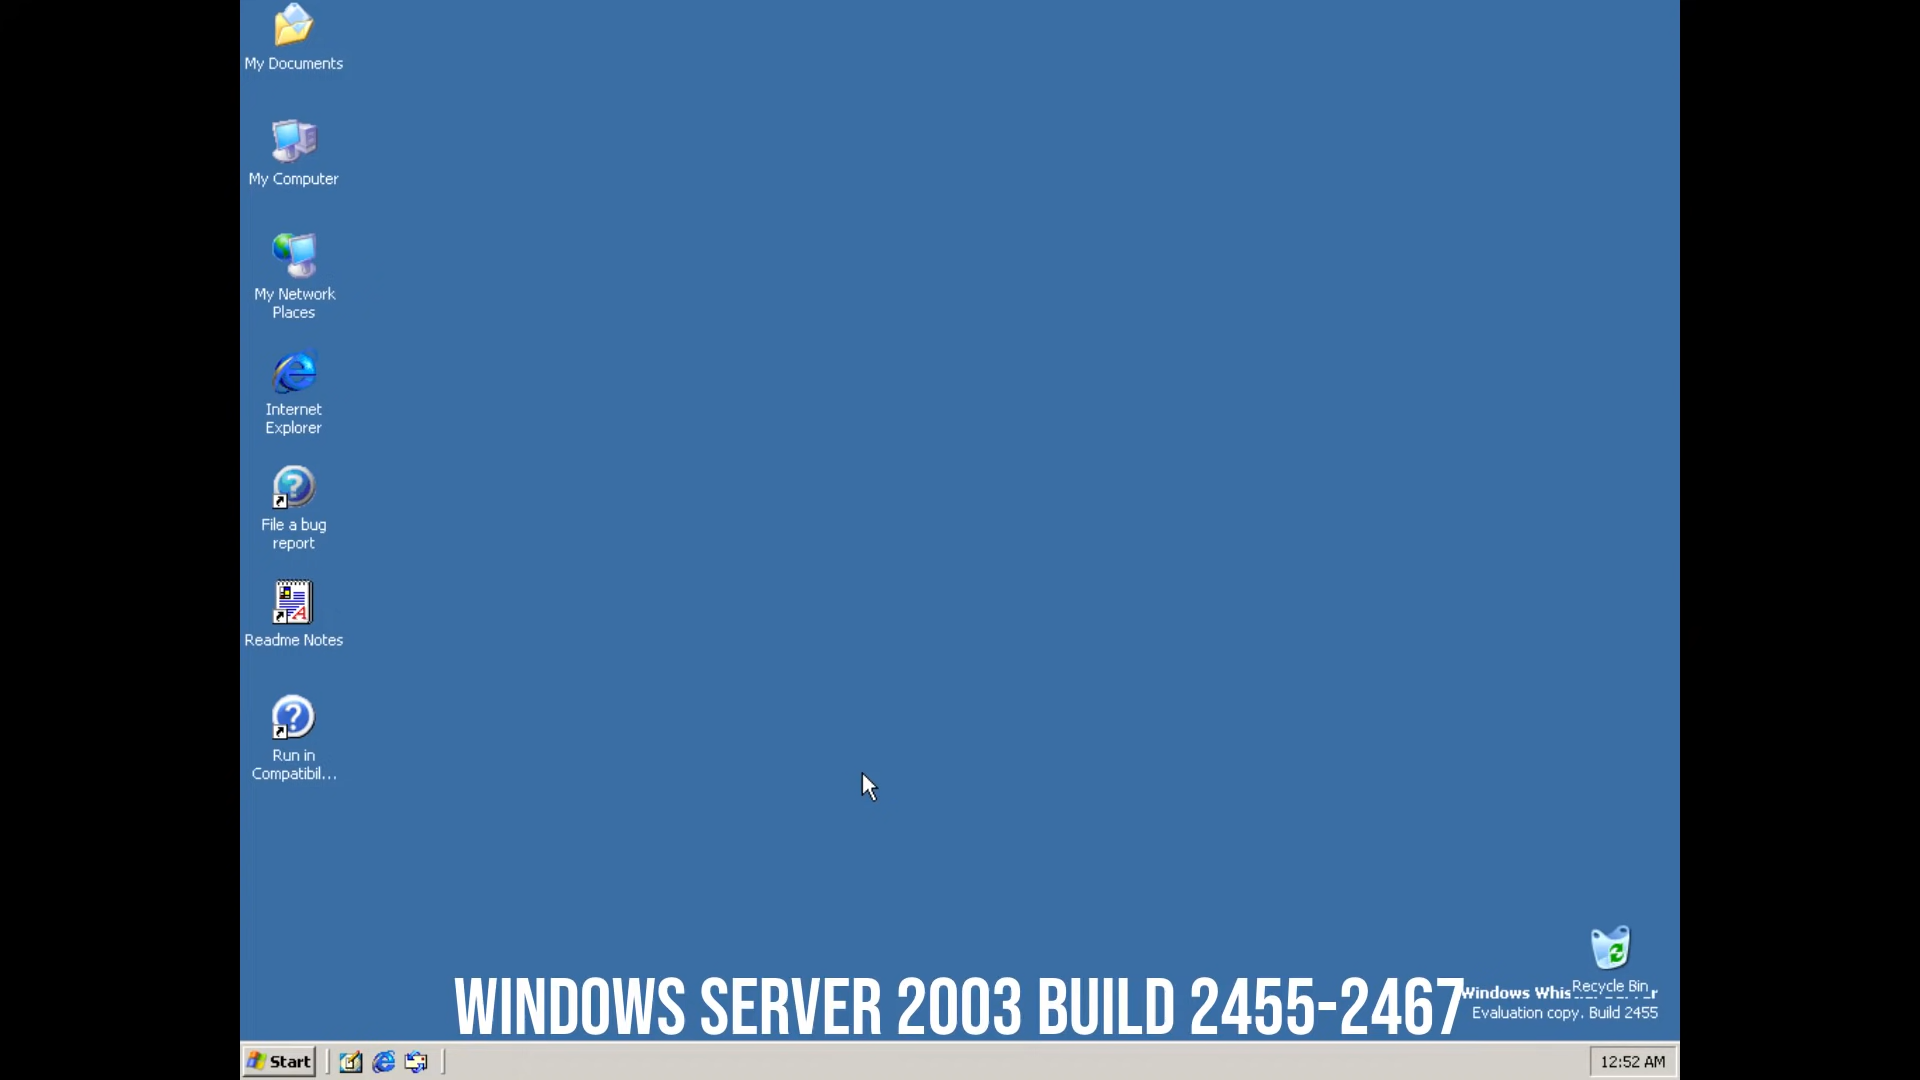 My Documents
My Computer
My Network
Places
Internet
Explorer
File a bug
report
Readme Notes
Run in
Compatibil...
Recycle Bin
WINDOWS SERVER 2003 BUILD 2455-2467
Windows
Evaluation copy. Build 2455
Start
12:52 AM